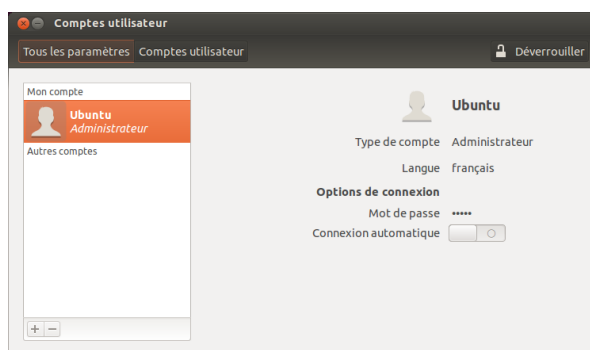 Comptes utilisateur
Tous les paramètres Comptes utilisateur Déverrouiller
Mon compte
Ubuntu
Administrateur
Autres comptes
Ubuntu
Type de compte Administrateur
Langue français
Options de connexion
Mot de passe •••••
Connexion automatique